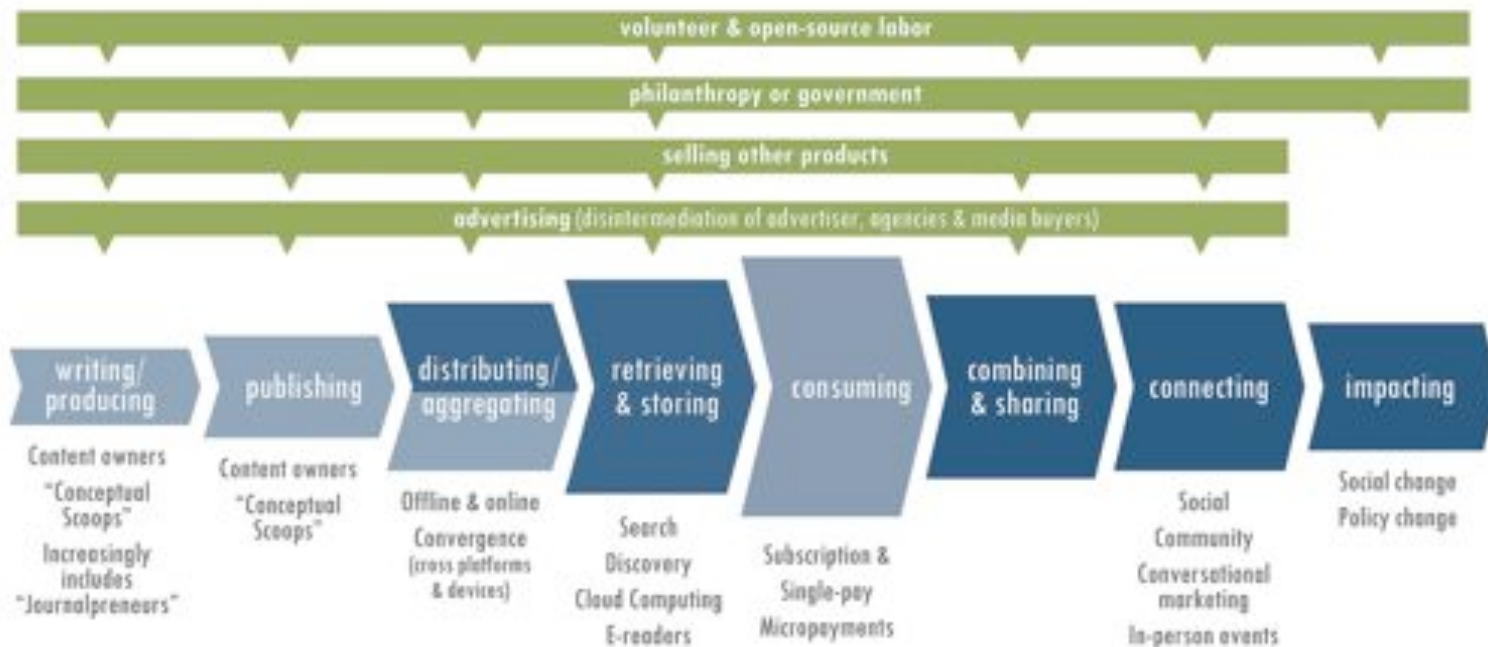 volunteer & open-source labor
philanthropy or government
selling other products
advertising (disintermediation of advertiser, agencies & media buyers)
writing/
producing
publishing
distributing/
aggregating
retrieving
& storing
consuming
combining
& sharing
connecting
impacting
Content owners
"Conceptual
Scoops"
Increasingly
includes
"Journalpreneurs"
Content owners
"Conceptual
Scoops"
Offline & online
Convergence
(cross platforms
& devices)
Search
Discovery
Cloud Computing
E-readers
Subscription &
Single-pay
Micropayments
Social
Community
Conversational
marketing
In-person events
Social change
Policy change